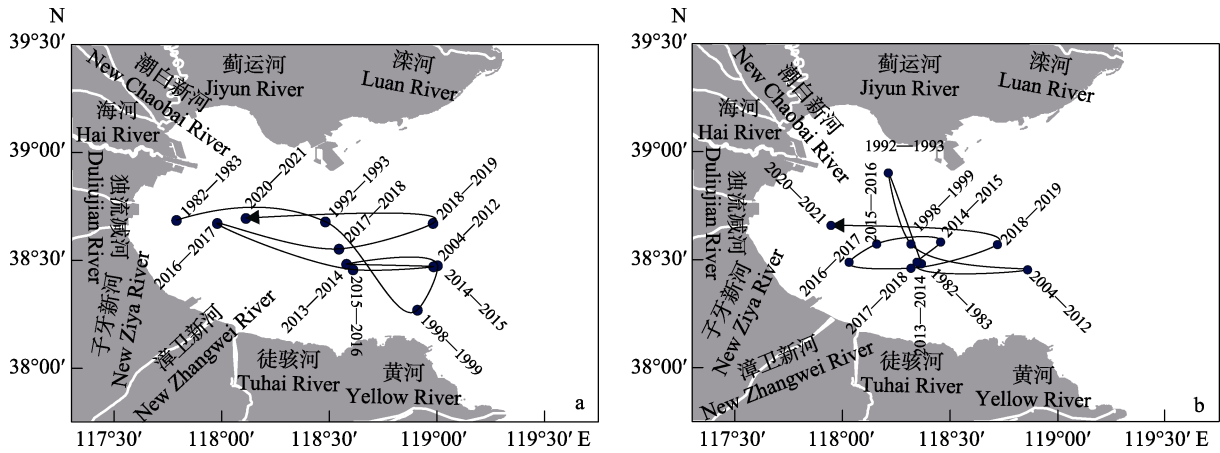 N
39°30′
39°00′
38°30′
38°00′
117°30′
118°00′
118°30′
119°00′
119°30′ E
潮白新河
New Chaobai River
蓟运河
Jiyun River
滦河
Luan River
海河
Hai River
独流减河
Duliujian River
子牙新河
New Ziya River
漳卫新河
New Zhangwei River
徒骇河
Tuhai River
黄河
Yellow River
1982—1983
2020—2021
1992—1993
2017—2018
2018—2019
2004—2012
2016—2017
2013—2014
2015—2016
2014—2015
1998—1999
a
N
39°30′
39°00′
38°30′
38°00′
117°30′
118°00′
118°30′
119°00′
119°30′ E
潮白新河
New Chaobai River
蓟运河
Jiyun River
滦河
Luan River
海河
Hai River
独流减河
Duliujian River
子牙新河
New Ziya River
漳卫新河
New Zhangwei River
徒骇河
Tuhai River
黄河
Yellow River
1992—1993
2020—2021
2015—2016
1998—1999
2014—2015
2018—2019
2016—2017
2017—2018
2013—2014
1982—1983
2004—2012
b